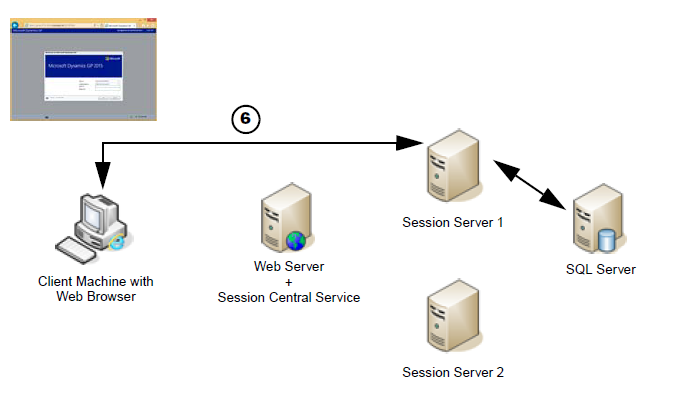 Microsoft Dynamics GP 2015
6
Session Server 1
Client Machine with
Web Browser
Web Server
+
Session Central Service
SQL Server
Session Server 2